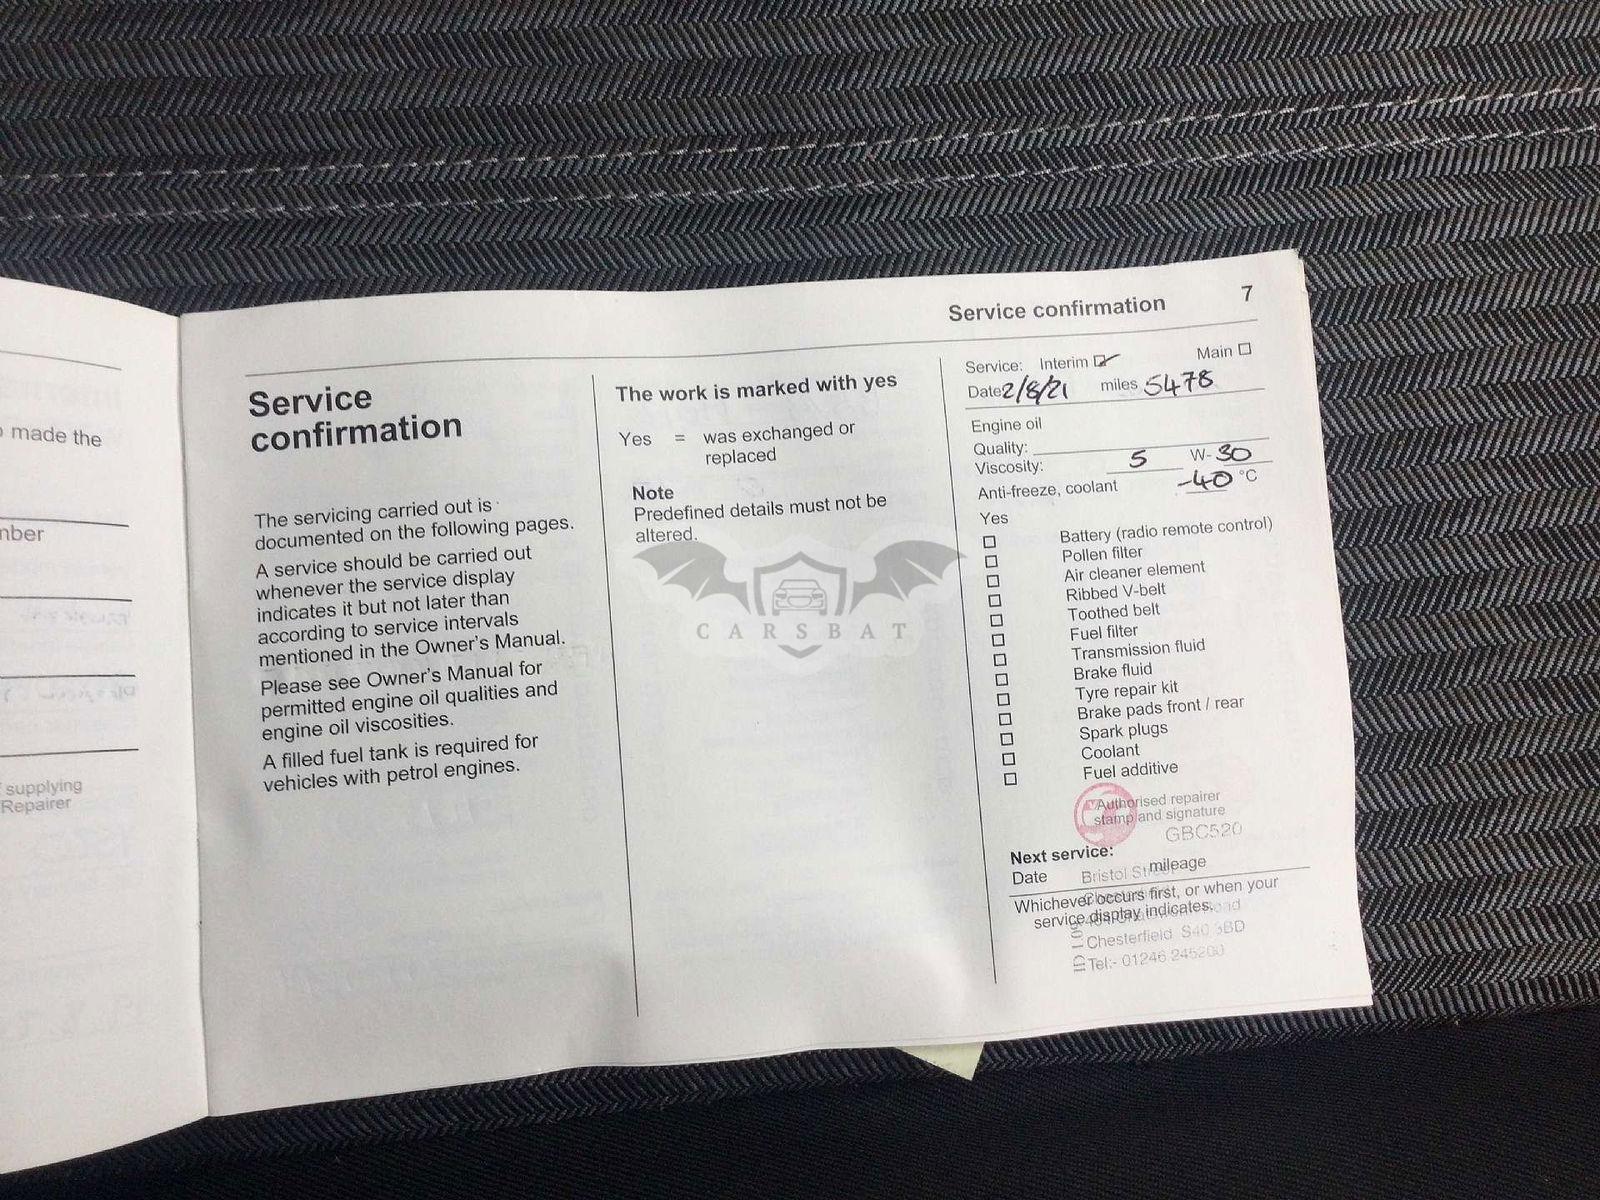 made the
mber
supplying
Repairer
Service confirmation 7
Service
confirmation
The servicing carried out is
documented on the following pages.
A service should be carried out
whenever the service display
indicates it but not later than
according to service intervals
mentioned in the Owner's Manual.
Please see Owner's Manual for
permitted engine oil qualities and
engine oil viscosities.
A filled fuel tank is required for
vehicles with petrol engines.
The work is marked with yes
Yes = was exchanged or
replaced
Note
Predefined details must not be
altered.
CARSBAT
Service: Interim Main
Date 2/8/21 miles 5478
Engine oil
Quality:
Viscosity: 5 W-30
Anti-freeze, coolant -40 °C
Yes
Battery (radio remote control)
Pollen filter
Air cleaner element
Ribbed V-belt
Toothed belt
Fuel filter
Transmission fluid
Brake fluid
Tyre repair kit
Brake pads front / rear
Spark plugs
Coolant
Fuel additive
Authorised repairer
stamp and signature
GBC520
Next service:
Date mileage
Bristol
Whichever occurs first, or when your
service display indicates.
Chesterfield S40
Tel:- 01246 245200